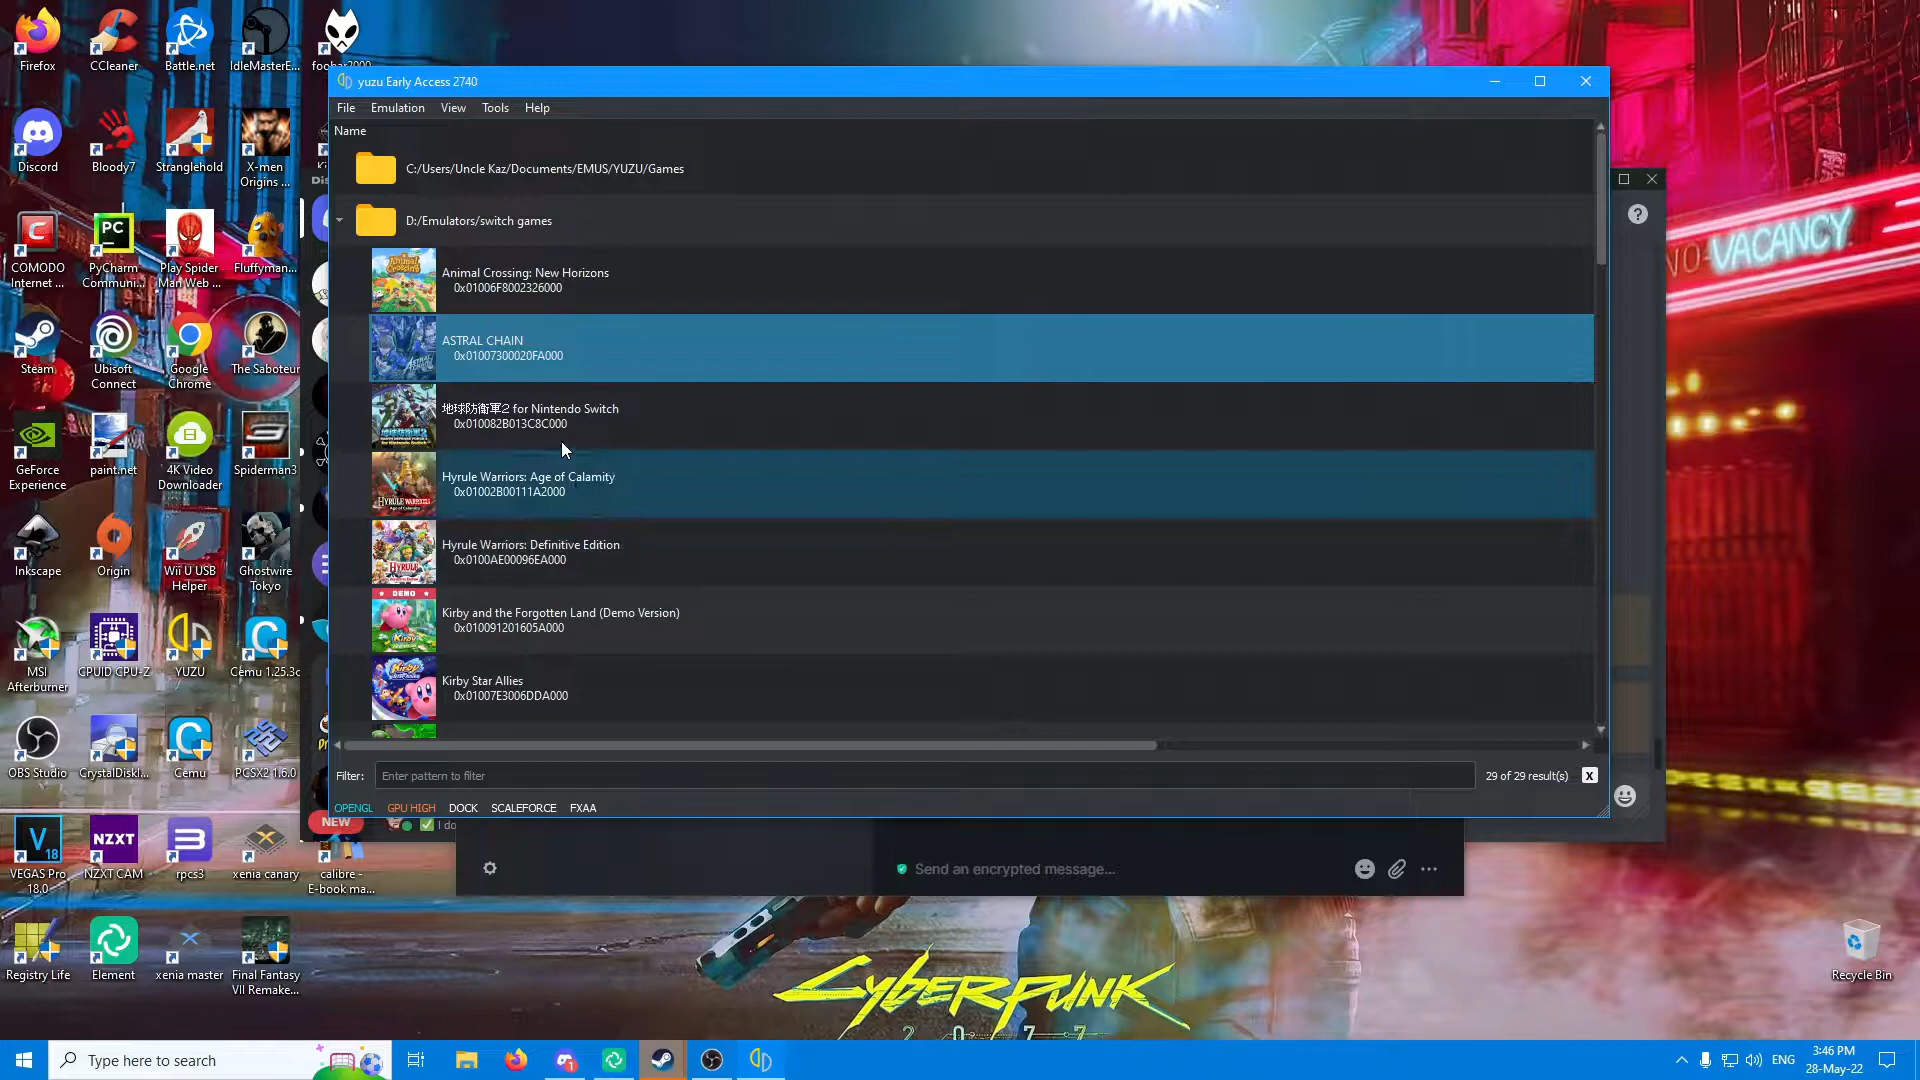 Firefox
CCleaner
Battle.net
IdleMasterE...
foobar2000
yuzu Early Access 2740
File
Emulation
View
Tools
Help
Name
C:/Users/Uncle Kaz/Documents/EMUS/YUZU/Games
D:/Emulators/switch games
Animal Crossing: New Horizons
0x01006F8002326000
ASTRAL CHAIN
0x01007300020FA000
地球防衛軍2 for Nintendo Switch
0x010082B013C8C000
Hyrule Warriors: Age of Calamity
0x01002B00111A2000
Hyrule Warriors: Definitive Edition
0x0100AE00096EA000
DEMO
Kirby and the Forgotten Land (Demo Version)
0x010091201605A000
Kirby Star Allies
0x01007E3006DDA000
Filter:
Enter pattern to filter
29 of 29 result(s)
X
OPENGL
GPU HIGH
DOCK
SCALEFORCE
FXAA
Discord
Bloody7
Stranglehold
X-men
Origins ...
COMODO
Internet ...
PyCharm
Communi...
Play Spider
Man Web ...
Fluffyman...
Steam
Ubisoft
Connect
Google
Chrome
The Saboteur
GeForce
Experience
paint.net
4K Video
Downloader
Spiderman3
Inkscape
Origin
Wii U USB
Helper
Ghostwire
Tokyo
MSI
Afterburner
CPUID CPU-Z
YUZU
Cemu 1.25.3c
OBS Studio
CrystalDiskI...
Cemu
PCSX2 1.6.0
VEGAS Pro
18.0
NZXT
NZXT CAM
rpcs3
xenia canary
calibre -
E-book ma...
Registry Life
Element
xenia master
Final Fantasy
VII Remake...
NEW
I do
Send an encrypted message...
NO VACANCY
Cyberpunk
2077
Recycle Bin
Type here to search
ENG
3:46 PM
28-May-22